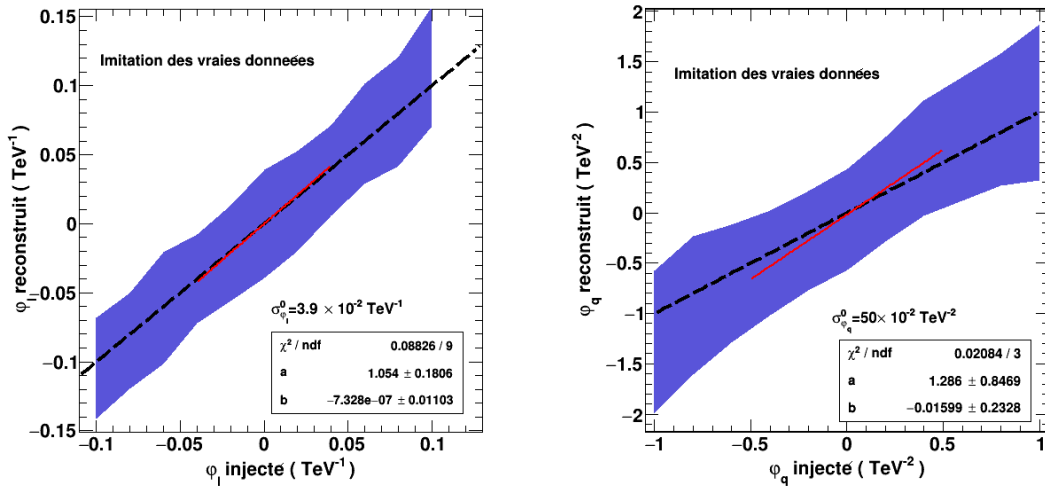 0.15
0.1
0.05
0
−0.05
−0.1
−0.15
φl reconstruit ( TeV-1)
Imitation des vraies donneées
σ0φl=3.9 × 10-2 TeV-1
χ2 / ndf 0.08826 / 9
a 1.054 ± 0.1806
b −7.328e−07 ± 0.01103
−0.1 −0.05 0 0.05 0.1
φl injecté ( TeV-1)
2
1.5
1
0.5
0
−0.5
−1
−1.5
−2
φq reconstruit ( TeV-2)
Imitation des vraies données
σ0φq=50× 10-2 TeV-2
χ2 / ndf 0.02084 / 3
a 1.286 ± 0.8469
b −0.01599 ± 0.2328
−1 −0.5 0 0.5 1
φq injecté ( TeV-2)